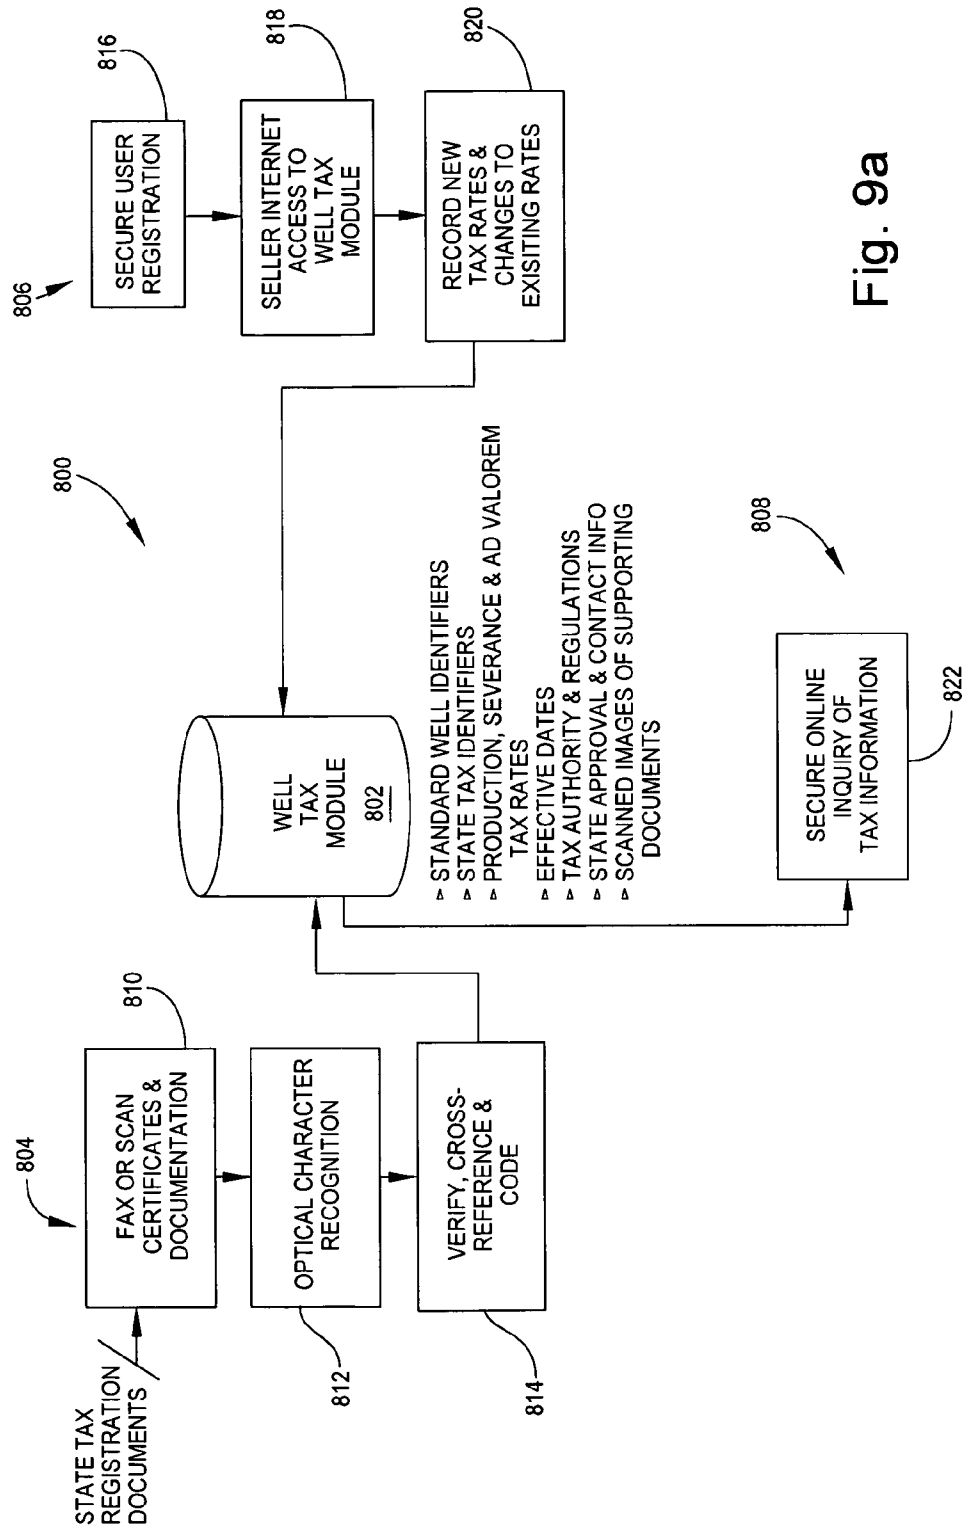 STATE TAX
REGISTRATION
DOCUMENTS
804
FAX OR SCAN
CERTIFICATES &
DOCUMENTATION
810
OPTICAL CHARACTER
RECOGNITION
812
VERIFY, CROSS-
REFERENCE &
CODE
814
800
WELL
TAX
MODULE
802
▹ STANDARD WELL IDENTIFIERS
▹ STATE TAX IDENTIFIERS
▹ PRODUCTION, SEVERANCE & AD VALOREM
TAX RATES
▹ EFFECTIVE DATES
▹ TAX AUTHORITY & REGULATIONS
▹ STATE APPROVAL & CONTACT INFO
▹ SCANNED IMAGES OF SUPPORTING
DOCUMENTS
806
SECURE USER
REGISTRATION
816
SELLER INTERNET
ACCESS TO
WELL TAX
MODULE
818
RECORD NEW
TAX RATES &
CHANGES TO
EXISITING RATES
820
808
SECURE ONLINE
INQUIRY OF
TAX INFORMATION
822
Fig. 9a